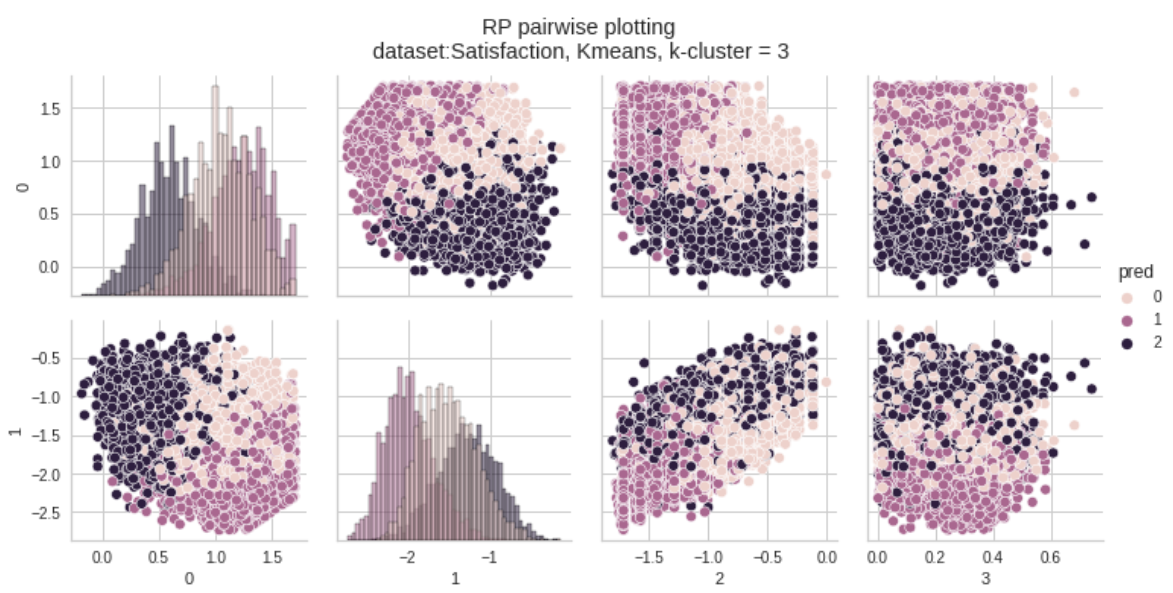 RP pairwise plotting
dataset:Satisfaction, Kmeans, k-cluster = 3
1.5
1.0
0.5
0.0
0
pred
0
1
2
−0.5
−1.0
−1.5
−2.0
−2.5
1
0.0 0.5 1.0 1.5
−2 −1
−1.5 −1.0 −0.5 0.0
0.0 0.2 0.4 0.6
0 1 2 3